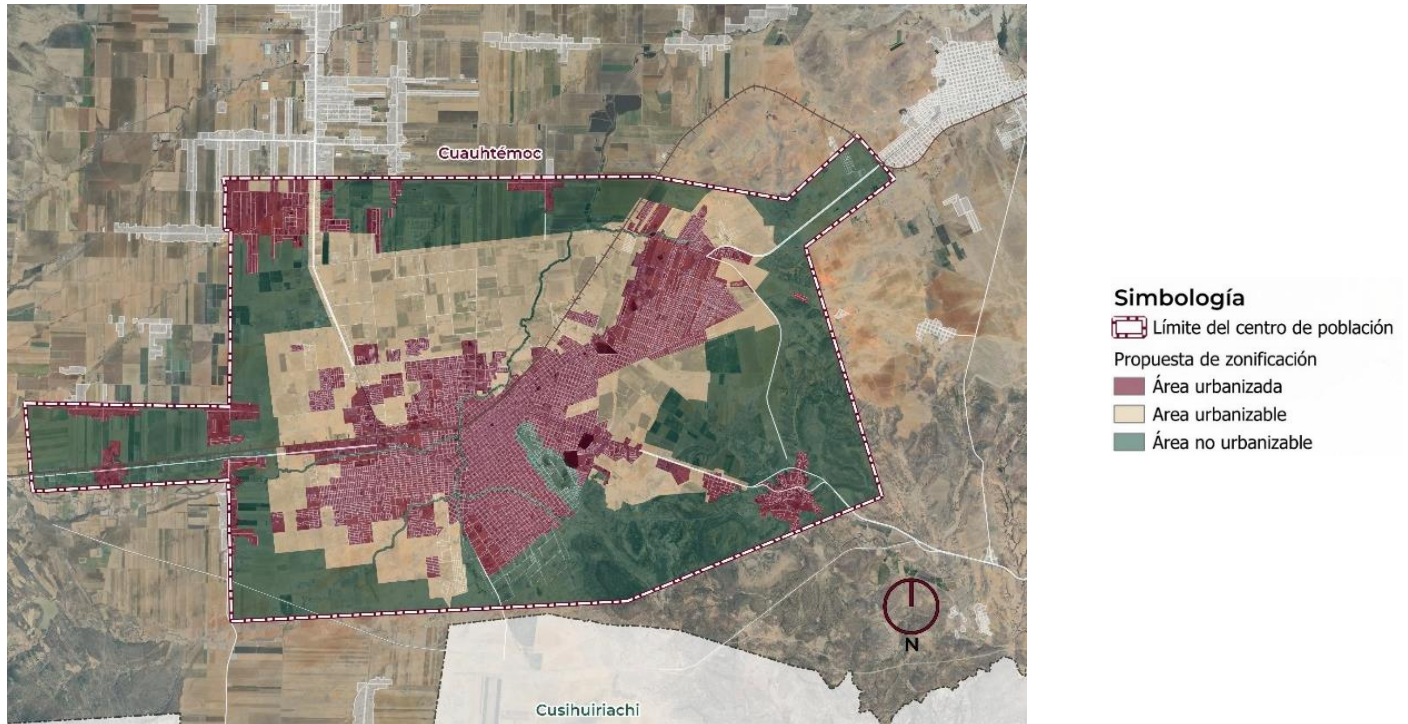 Cuauhtémoc
Cusihuiriachi
N
Simbología
Límite del centro de población
Propuesta de zonificación
Área urbanizada
Area urbanizable
Área no urbanizable